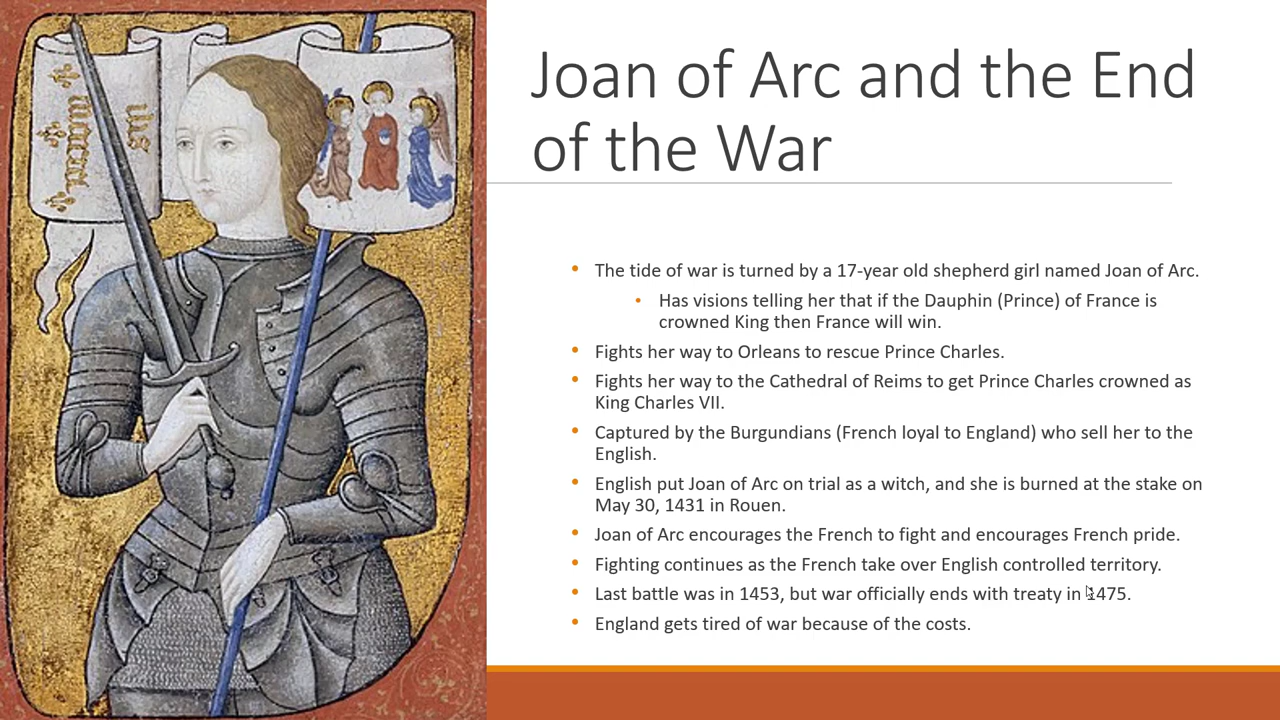 Joan of Arc and the End
of the War
• The tide of war is turned by a 17-year old shepherd girl named Joan of Arc.
• Has visions telling her that if the Dauphin (Prince) of France is
crowned King then France will win.
• Fights her way to Orleans to rescue Prince Charles.
• Fights her way to the Cathedral of Reims to get Prince Charles crowned as
King Charles VII.
• Captured by the Burgundians (French loyal to England) who sell her to the
English.
• English put Joan of Arc on trial as a witch, and she is burned at the stake on
May 30, 1431 in Rouen.
• Joan of Arc encourages the French to fight and encourages French pride.
• Fighting continues as the French take over English controlled territory.
• Last battle was in 1453, but war officially ends with treaty in 1475.
• England gets tired of war because of the costs.